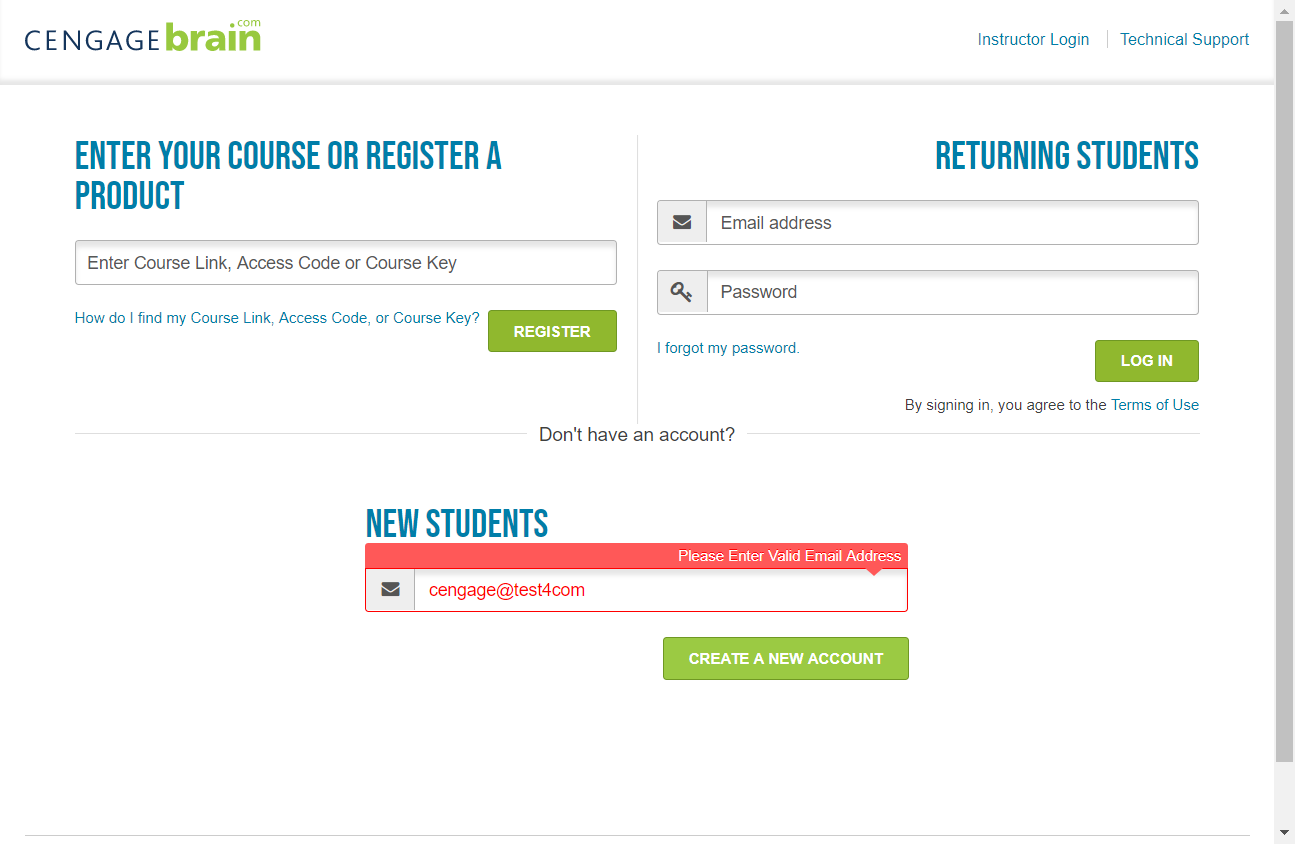 CENGAGEbrain.com
Instructor Login
Technical Support
ENTER YOUR COURSE OR REGISTER A
PRODUCT
Enter Course Link, Access Code or Course Key
How do I find my Course Link, Access Code, or Course Key?
REGISTER
RETURNING STUDENTS
Email address
Password
I forgot my password.
LOG IN
By signing in, you agree to the Terms of Use
Don't have an account?
NEW STUDENTS
Please Enter Valid Email Address
cengage@test4com
CREATE A NEW ACCOUNT